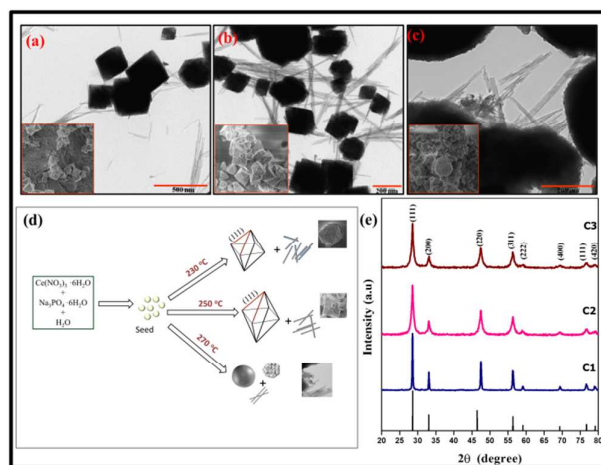 (a)
(b)
(c)
500 nm
200 nm
(d)
Ce(NO3)3 ·6H2O
+
Na3PO4 ·6H2O
+
H2O
Seed
230 °C
250 °C
270 °C
(111)
+
(111)
+
+
(e)
Intensity (a.u)
(111)
(200)
(220)
(311)
(222)
(400)
(111)
(420)
C3
C2
C1
20 25 30 35 40 45 50 55 60 65 70 75 80
2θ (degree)